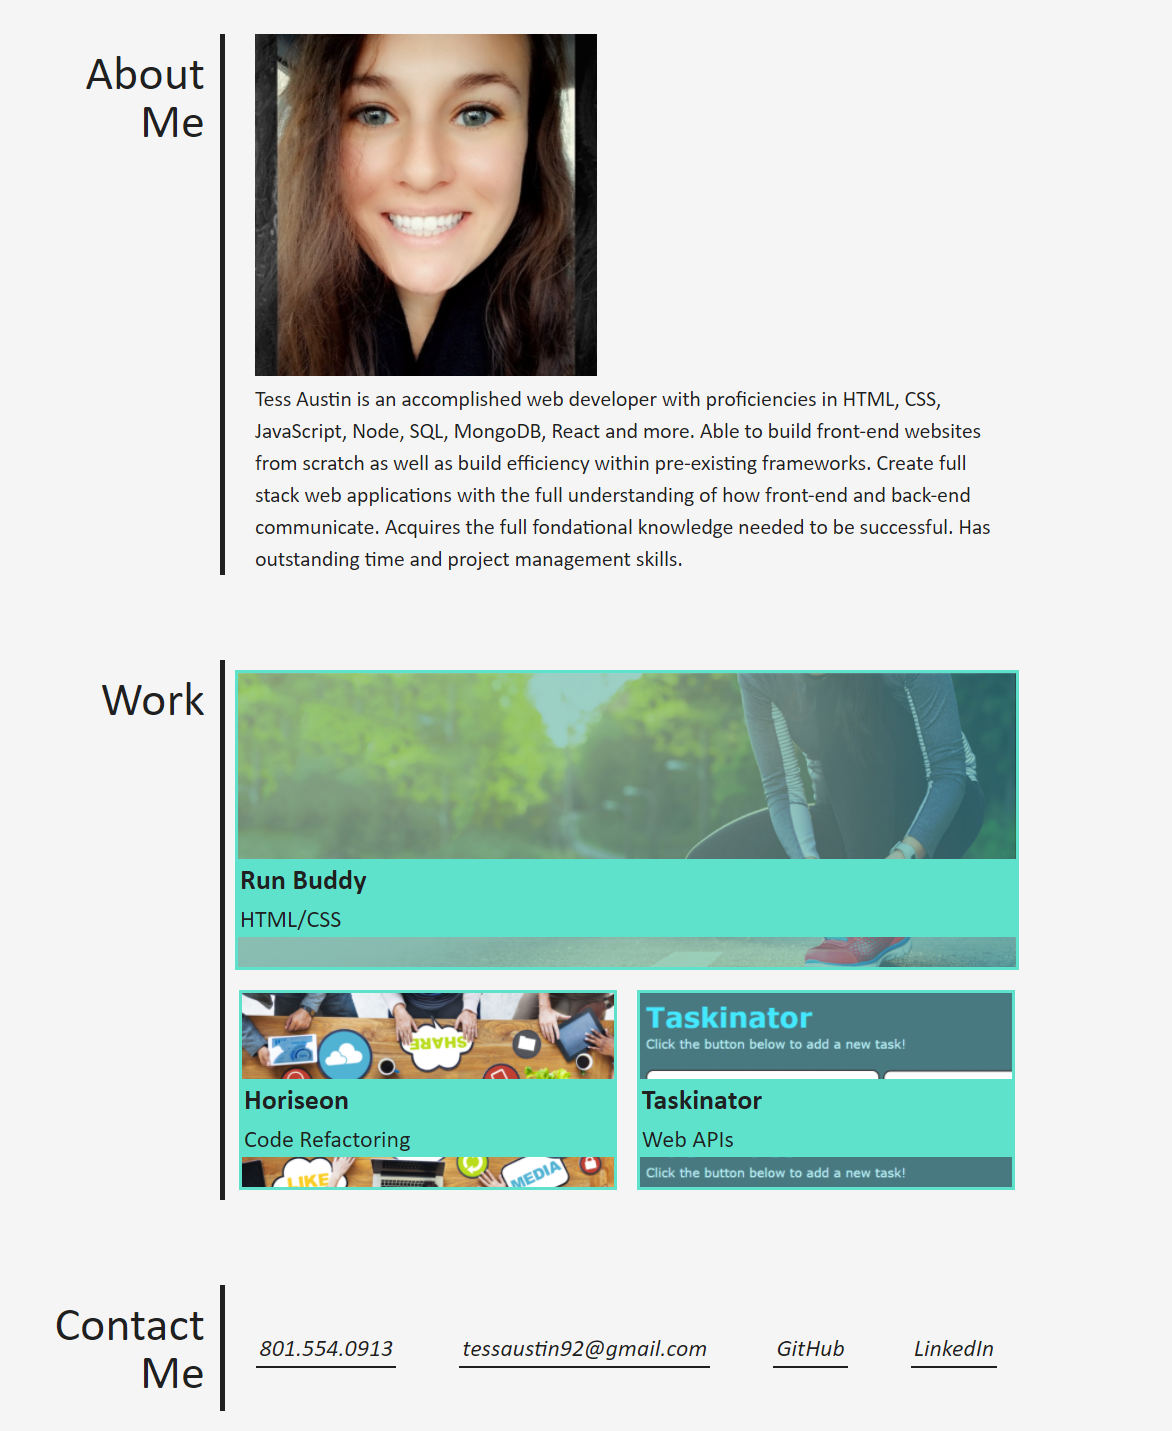 About
Me
Tess Austin is an accomplished web developer with proficiencies in HTML, CSS,
JavaScript, Node, SQL, MongoDB, React and more. Able to build front-end websites
from scratch as well as build efficiency within pre-existing frameworks. Create full
stack web applications with the full understanding of how front-end and back-end
communicate. Acquires the full fondational knowledge needed to be successful. Has
outstanding time and project management skills.
Work
Run Buddy
HTML/CSS
SHARE
Horiseon
Code Refactoring
LIKE
MEDIA
Taskinator
Click the button below to add a new task!
Taskinator
Web APIs
Click the button below to add a new task!
Contact
Me
801.554.0913
tessaustin92@gmail.com
GitHub
LinkedIn